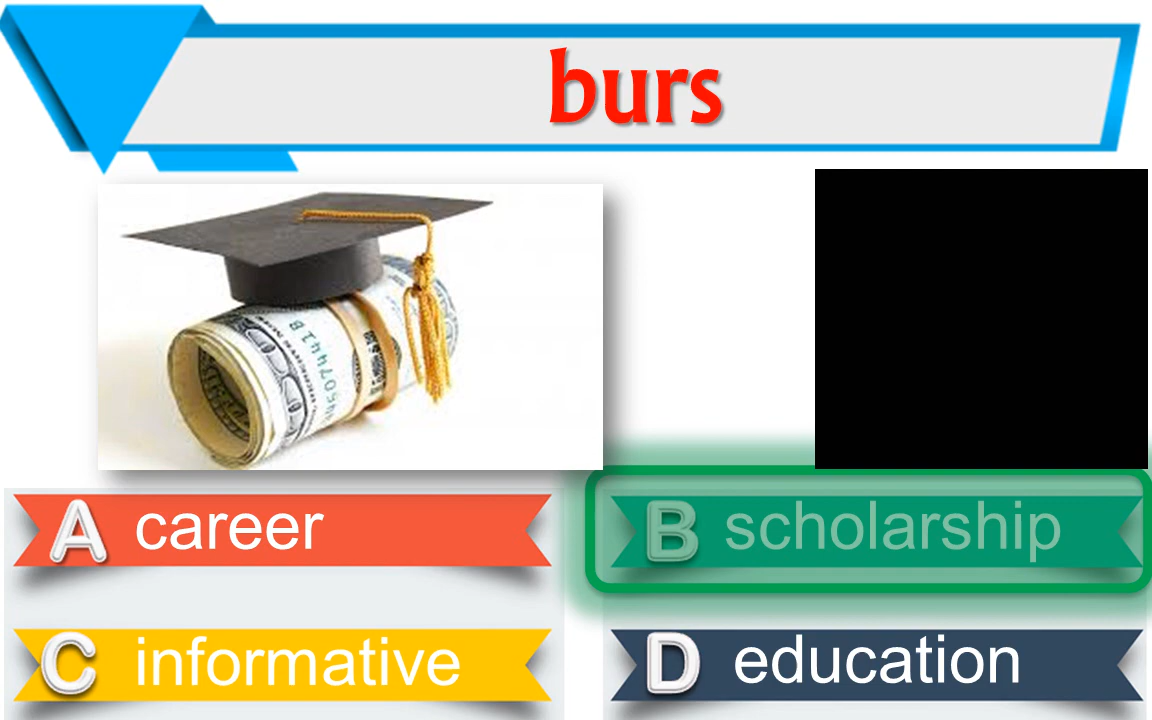 burs
A career
B scholarship
C informative
D education